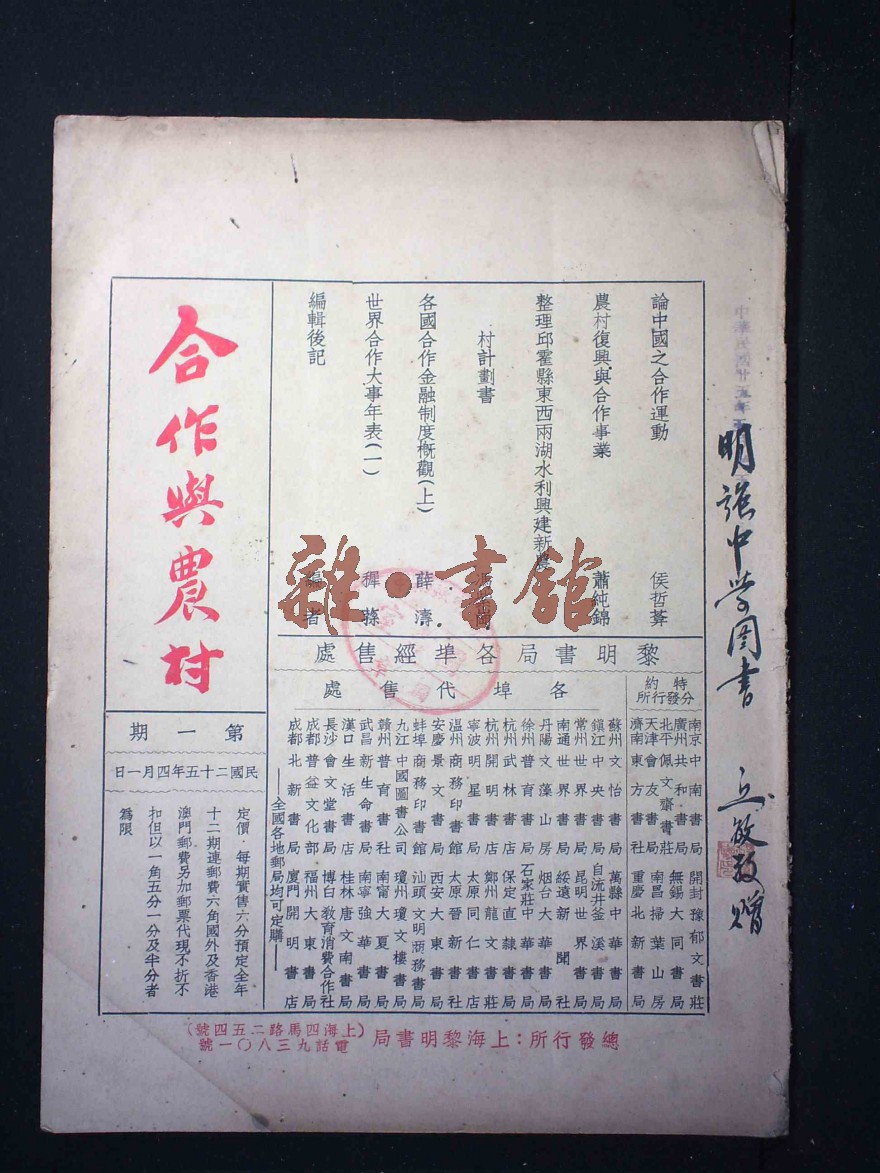 合作與農村
第一期
民國二十五年四月一日
定價．每期實售六分預定全年
十二期連郵費六角國外及香港
澳門郵費另加郵票代現不折不
扣但以一角五分一分及半分者
為限
論中國之合作運動 侯哲葊
農村復興與合作事業 蕭純錦
整理邱霍縣東西兩湖水利興建新農
村計劃書
各國合作金融制度概觀(上) 薛濤
世界合作大事年表(一) 稺蓀
編輯後記 編者
雜·書館
黎明書局各埠經售處
特約
分發行所
南京中南書局 開封豫郁文書莊
廣州共和書局 無錫大同書局
北平佩文齋書莊 南昌掃葉山房
天津會友書局 重慶北新書局
濟南東方書社
各埠代售處
蘇州文怡書局 萬縣中華書局
鎮江中央書局 自流井釜溪書局
常州世界書局 昆明世界書局
南通世界書局 綏遠新聞社
丹陽文藻山房 烟台大華書局
徐州普育書局 石家莊中華書局
溫州商務印書館 太原晉新書社
寧波明星書局 太原同仁書店
杭州開明書店 鄭州龍文書莊
杭州武林書店 保定直隸書局
安慶景文書局 西安大東書局
蚌埠商務印書館 汕頭文明商務書局
九江中國圖書公司 瓊州瓊文樓書局
贛州普育書社 南甯大夏書局
武昌新生命書局 南寧強華書局
漢口生活書店 桂林唐文南書局
長沙會文堂書局 博白教育消費合作社
成都普益文化部 福州大東書局
成都北新書局 廈門開明書店
——全國各地郵局均可定購——
總發行所：上海黎明書局
(上海四馬路二五四號)
電話九三八〇一號
明強中學圖書